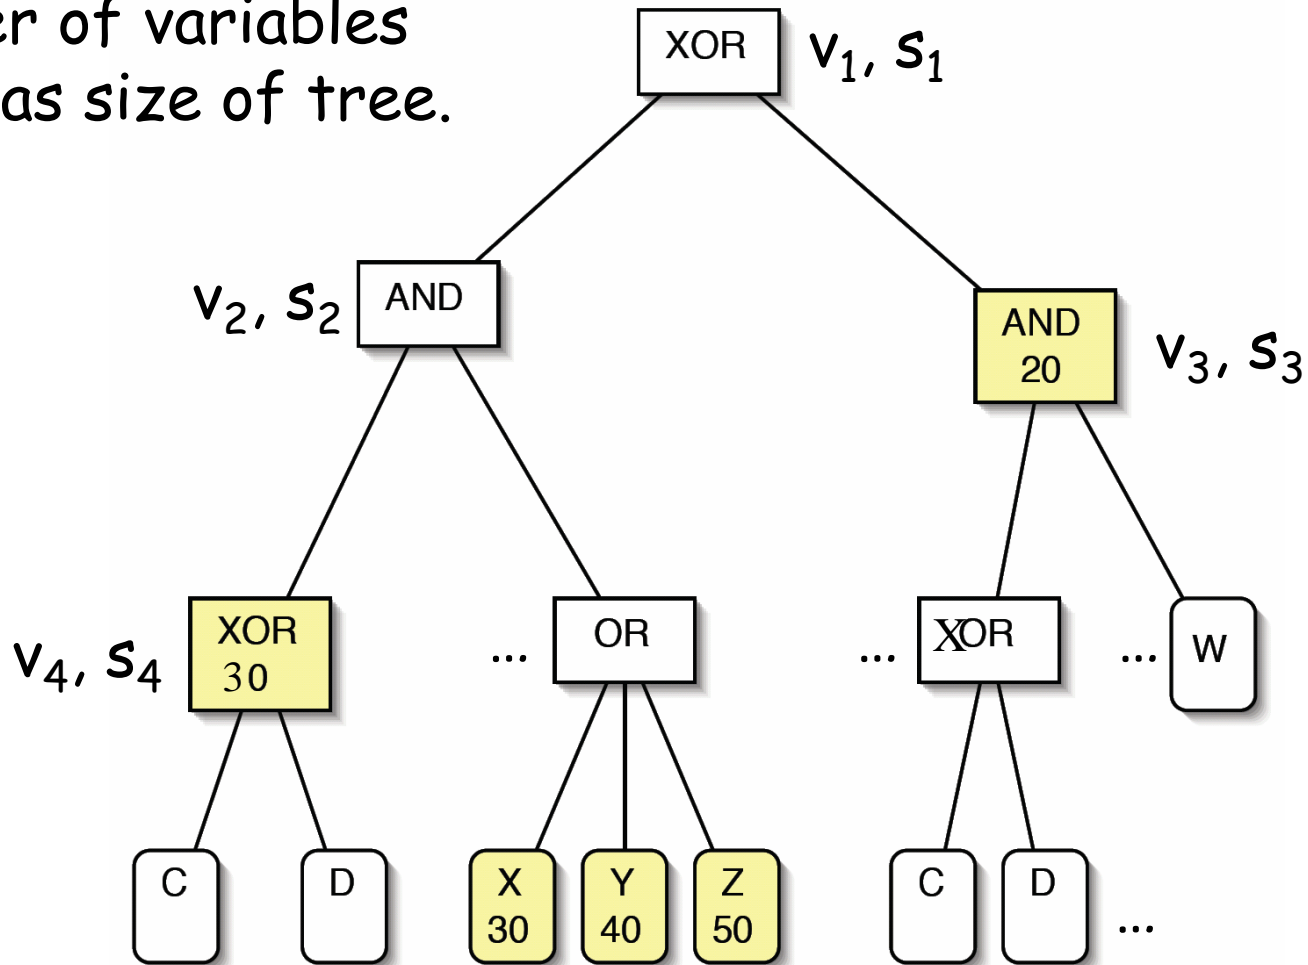 er of variables
as size of tree.
XOR
v1, s1
v2, s2
AND
AND
20
v3, s3
v4, s4
XOR
30
...
OR
...
XOR
...
W
C
D
X
30
Y
40
Z
50
C
D
...